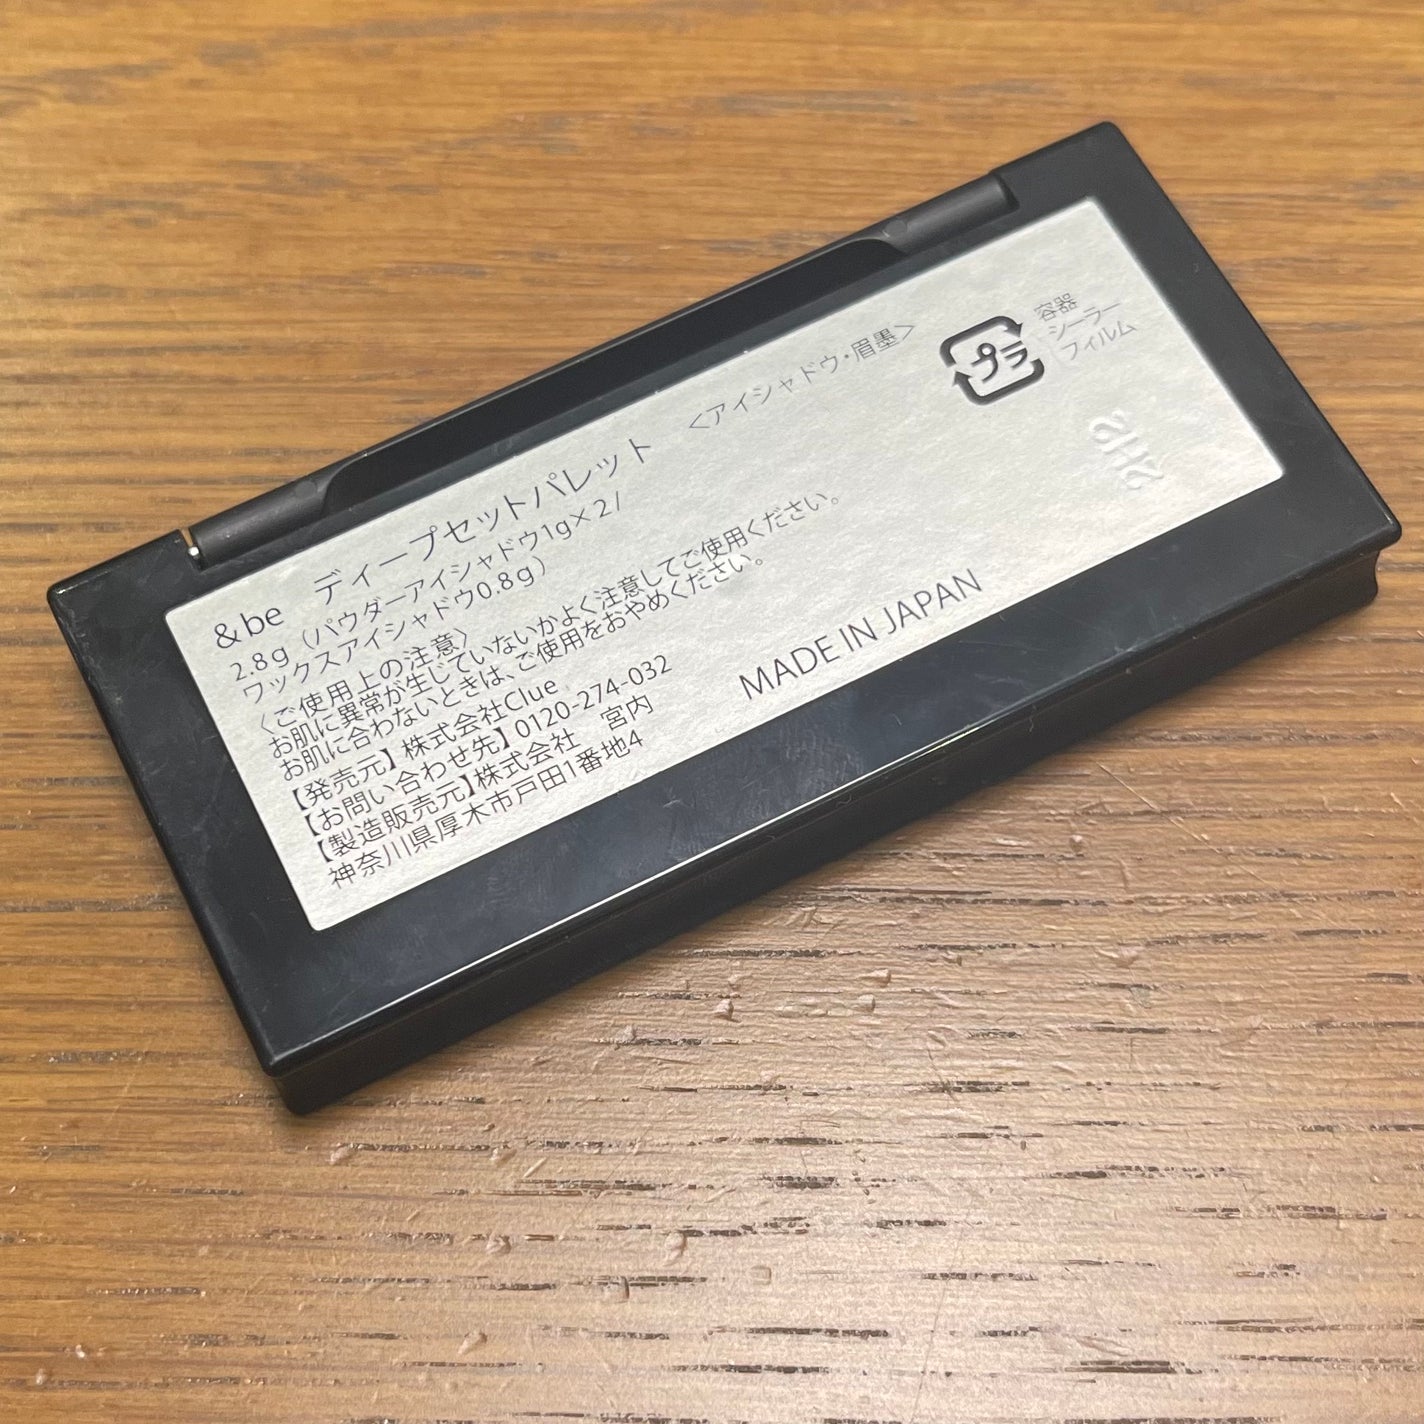 &be ディープセットパレット <アイシャドウ・眉墨>
2.8g（パウダーアイシャドウ1g×2/
ワックスアイシャドウ0.8g）
〈ご使用上の注意〉
お肌に異常が生じていないかよく注意してご使用ください。
お肌に合わないときは、ご使用をおやめください。
【発売元】株式会社Clue
【お問い合わせ先】0120-274-032
【製造販売元】株式会社 宮内
神奈川県厚木市戸田1番地4
MADE IN JAPAN
プラ
容器
シーラー
フィルム